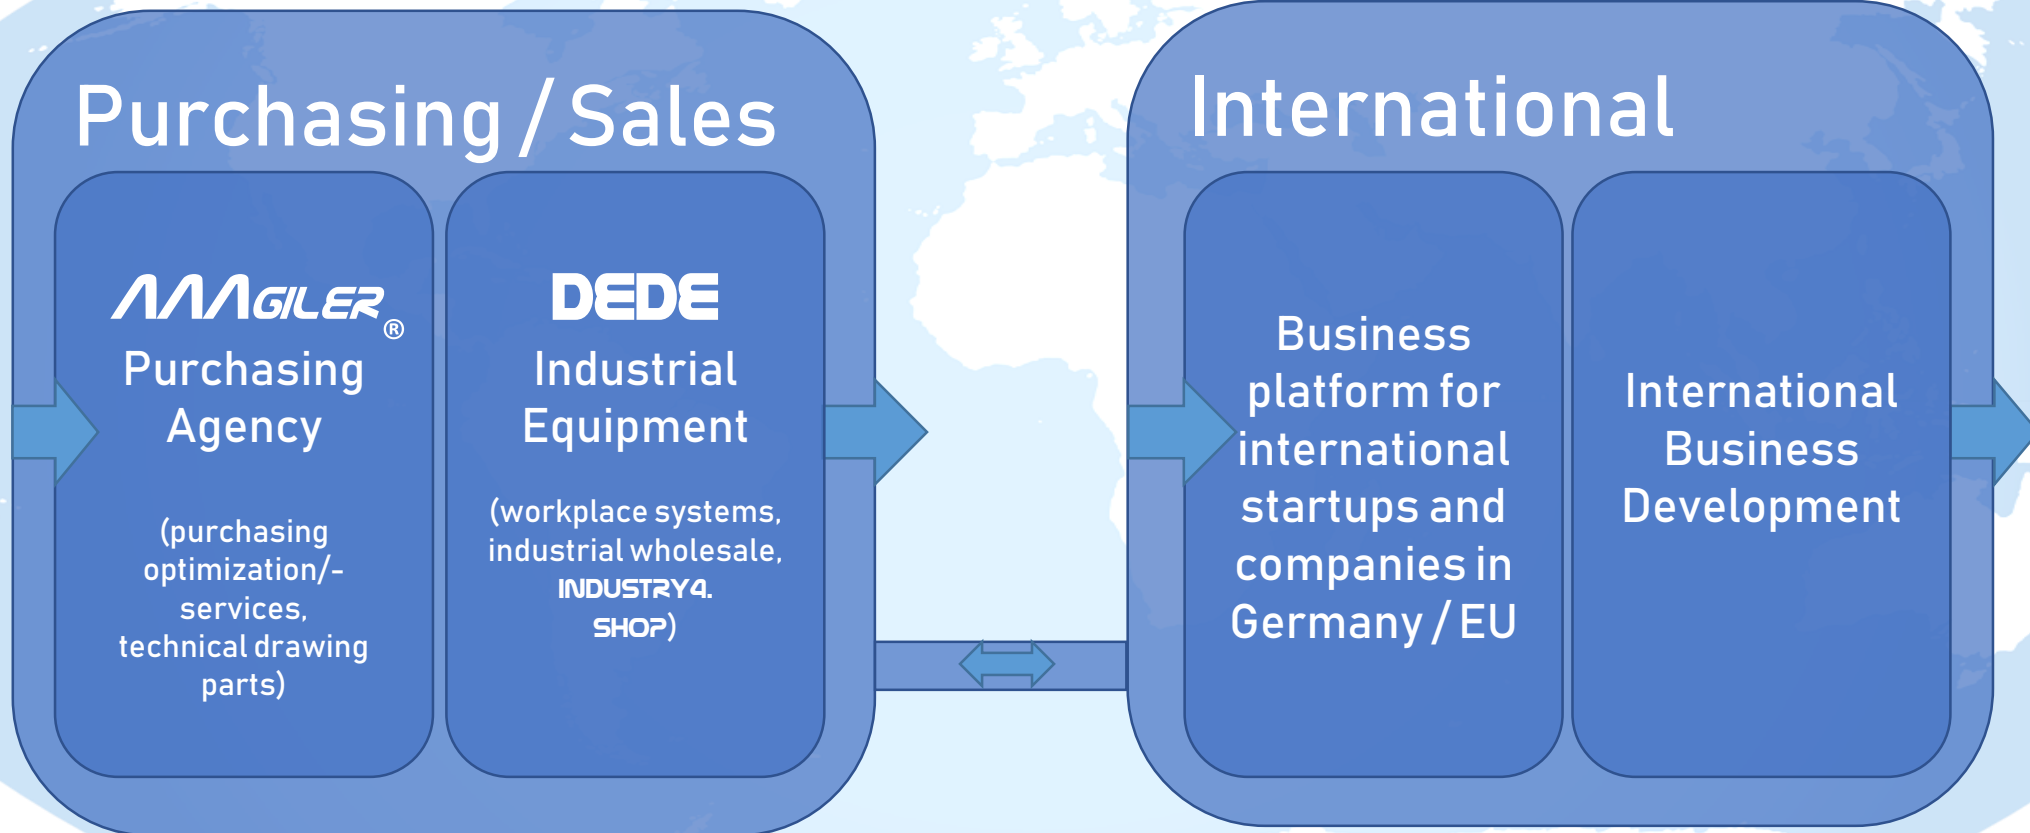 Purchasing / Sales
AAAGILER®
Purchasing
Agency
(purchasing
optimization/-
services,
technical drawing
parts)
DEDE
Industrial
Equipment
(workplace systems,
industrial wholesale,
INDUSTRY4.
SHOP)
International
Business
platform for
international
startups and
companies in
Germany / EU
International
Business
Development